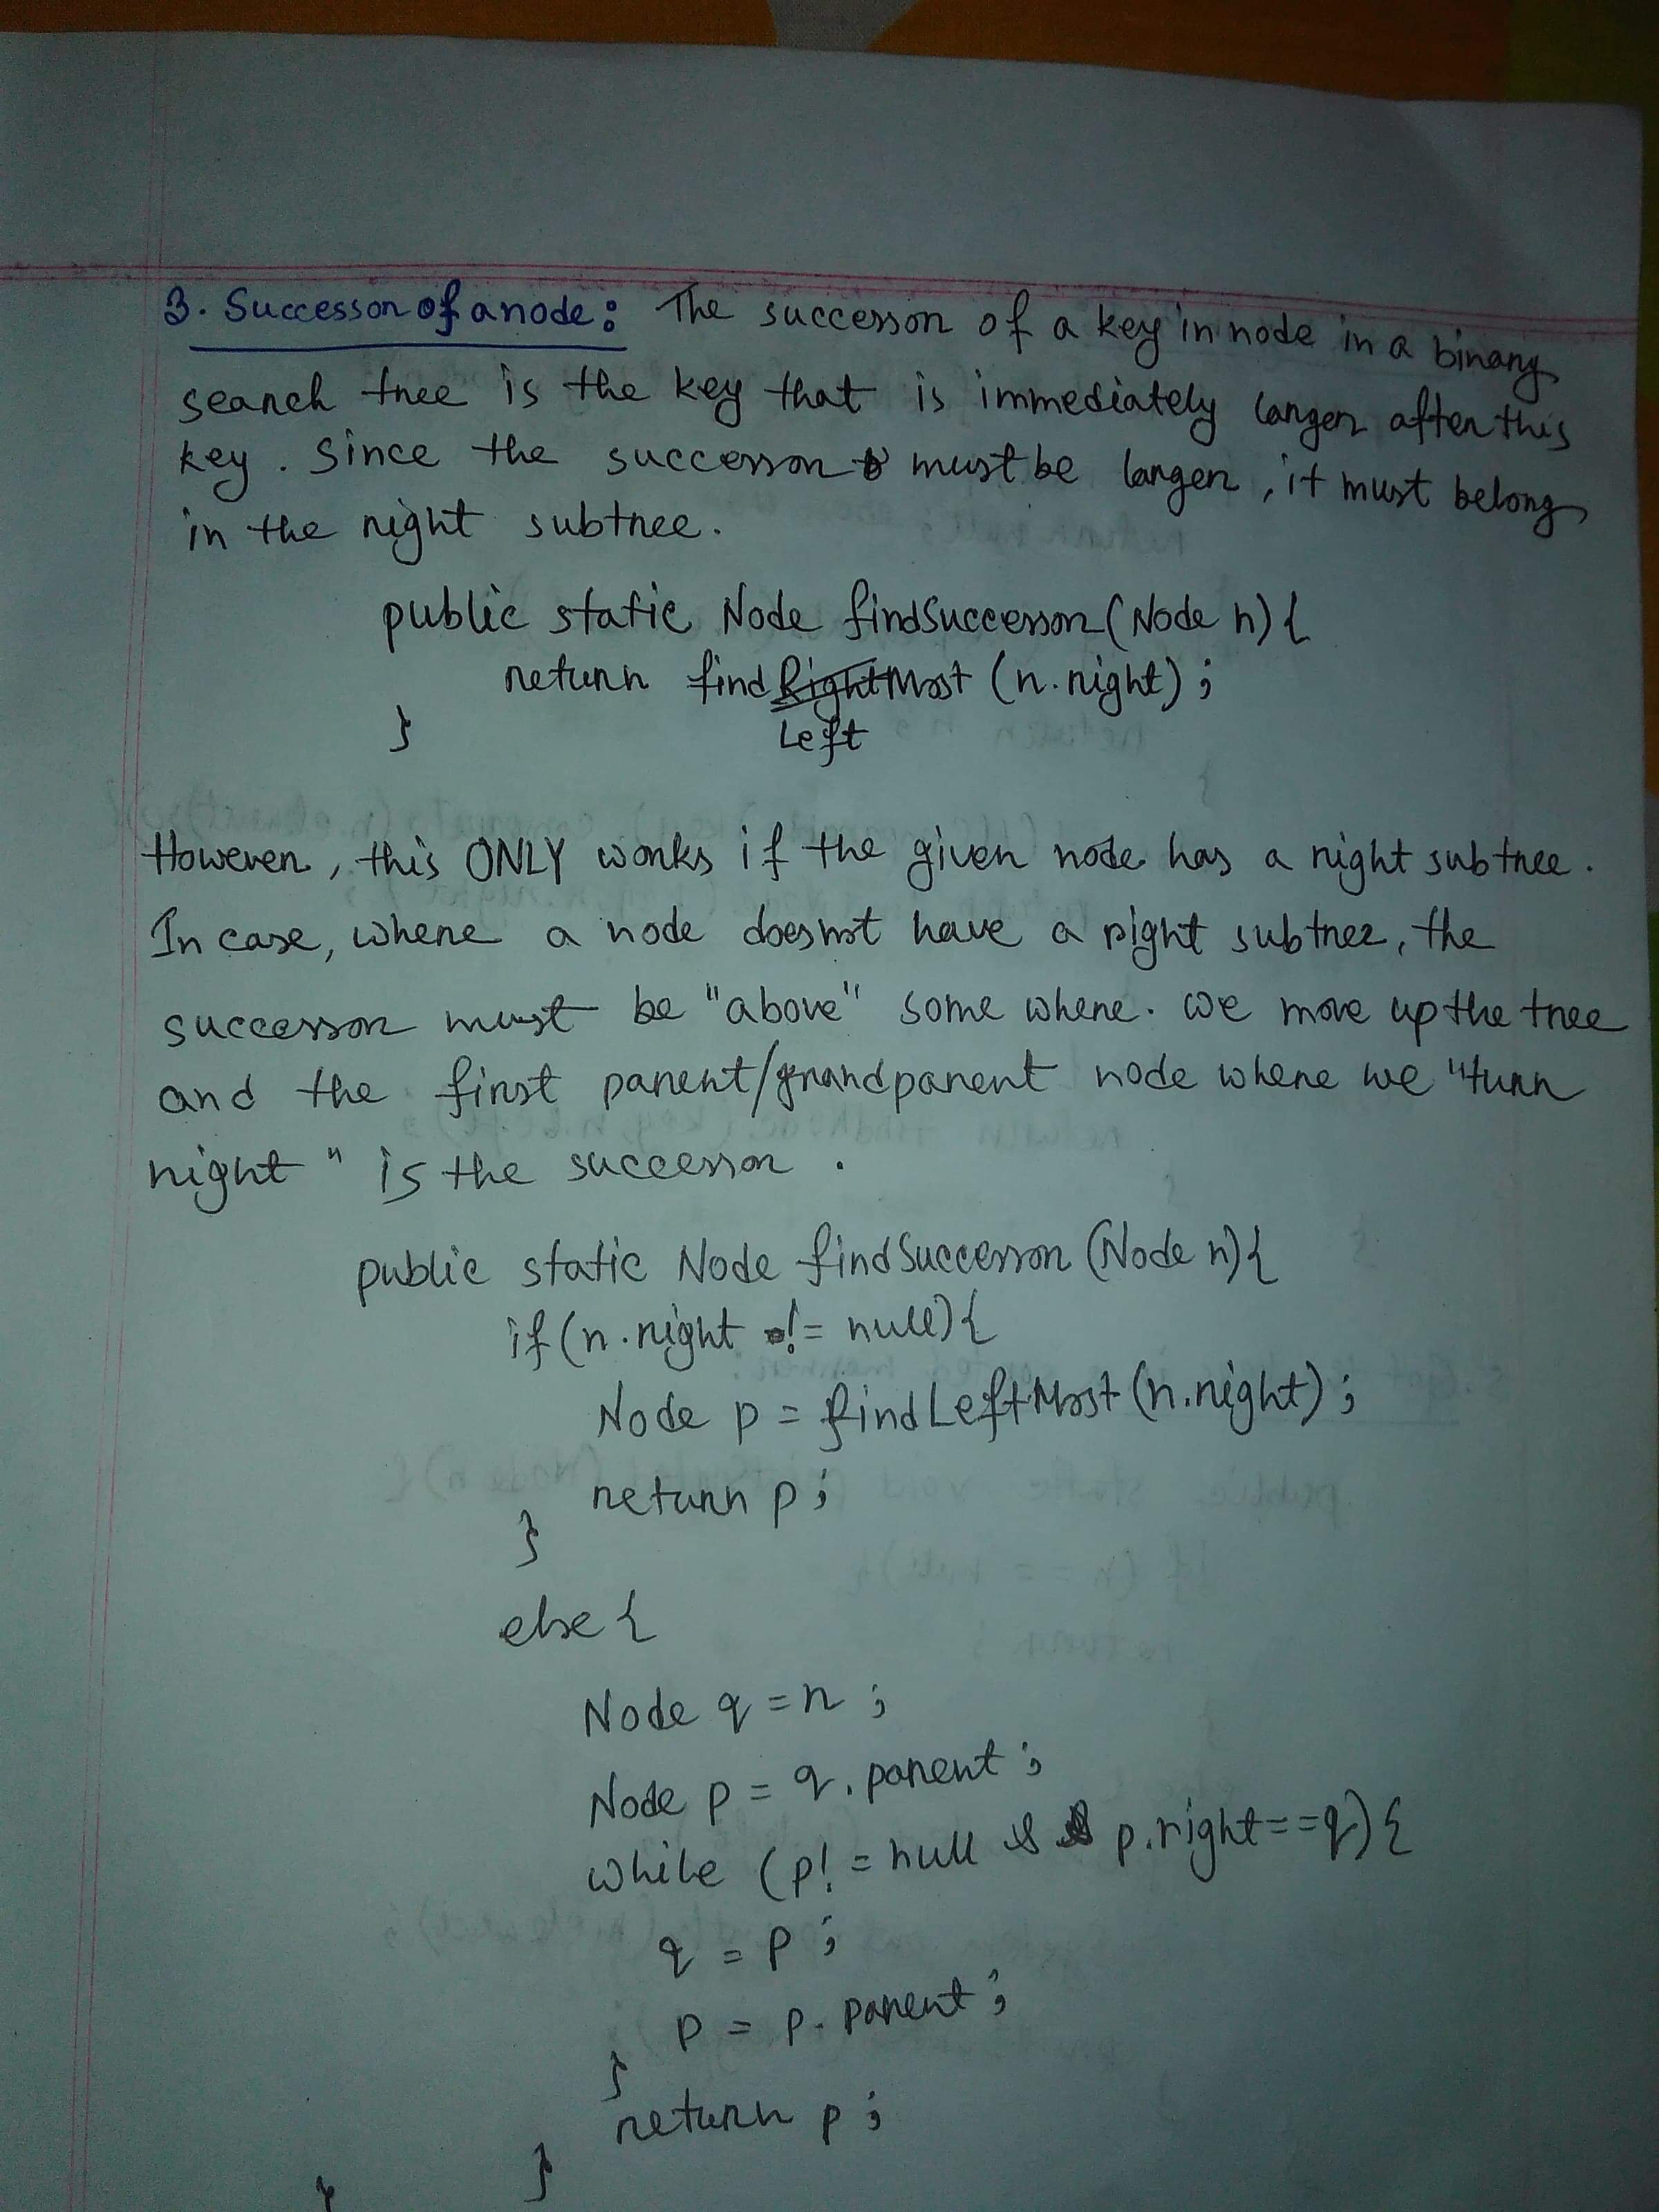 3. Successor of a node: The successor of a key in node in a binary
search tree is the key that is immediately larger after this
key. Since the successor must be larger, it must belong
in the right subtree.
public static Node findSuccessor(Node n){
return findRightMost (n.right);
} Left
However, this ONLY works if the given node has a right subtree.
In case, where a node doesnot have a right subtree, the
successor must be "above" some where. We move up the tree
and the first parent/grandparent node where we "turn
right" is the successor.
public static Node findSuccessor (Node n){
if (n.right != null){
Node p = findLeftMost (n.right);
return p;
}
else {
Node q = n;
Node p = q.parent;
while (p! = null && p.right==q){
q = p;
p = p.parent;
}
return p;
}
}